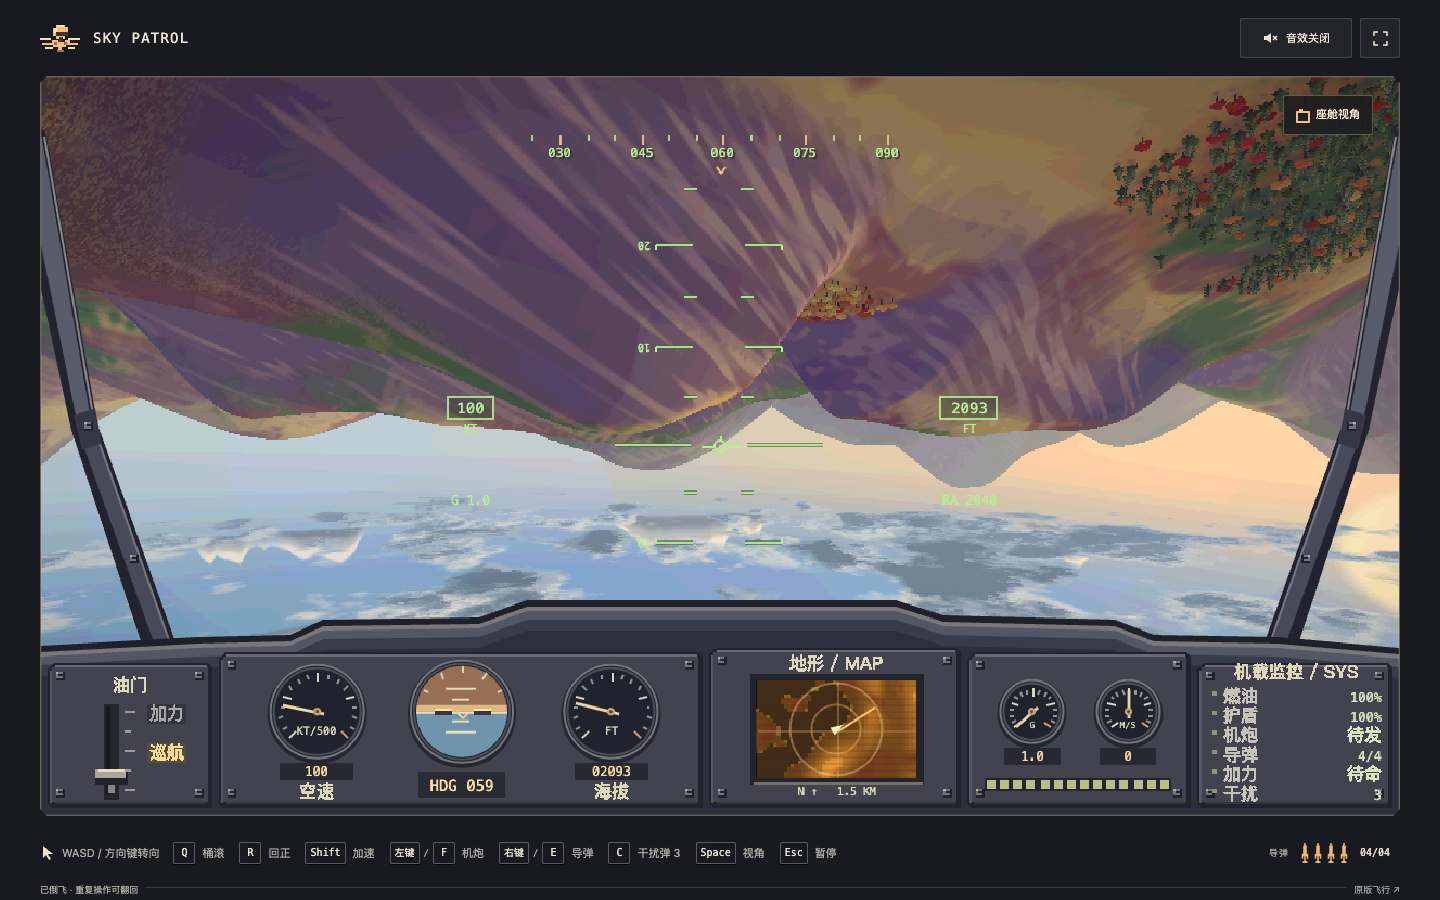 SKY PATROL
音效关闭
座舱视角
030 045 060 075 090
20
10
100
KT
2093
FT
G 1.0
RA 2040
油门
加力
巡航
KT/500
100
空速
HDG 059
FT
02093
海拔
地形 / MAP
N ↑ 1.5 KM
G
1.0
M/S
0
机载监控 / SYS
燃油 100%
护盾 100%
机炮 待发
导弹 4/4
加力 待命
干扰 3
WASD / 方向键转向 Q 桶滚 R 回正 Shift 加速 左键 / F 机炮 右键 / E 导弹 C 干扰弹 3 Space 视角 Esc 暂停
导弹 04/04
已倒飞 · 重复操作可翻回
原版飞行 ↗